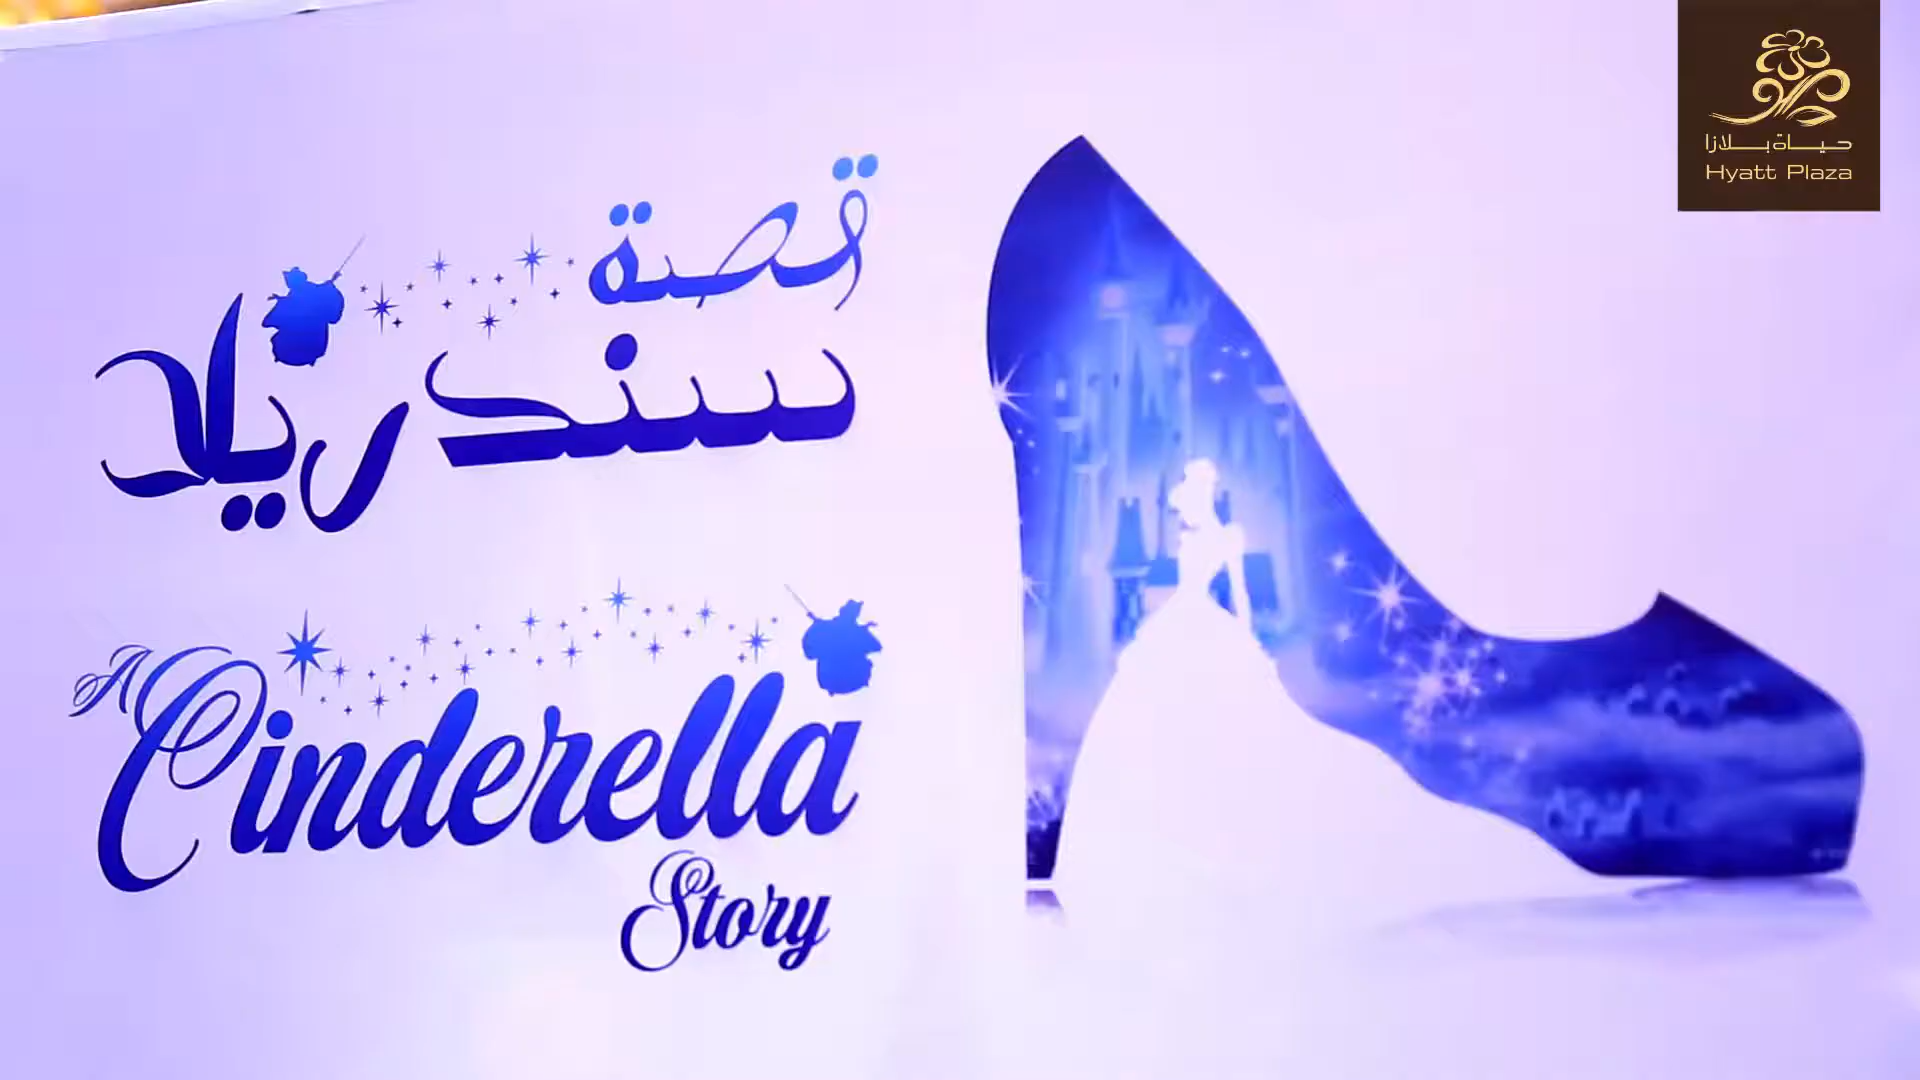 قصة
سندريلا
A
Cinderella
Story
حياة بلازا
Hyatt Plaza